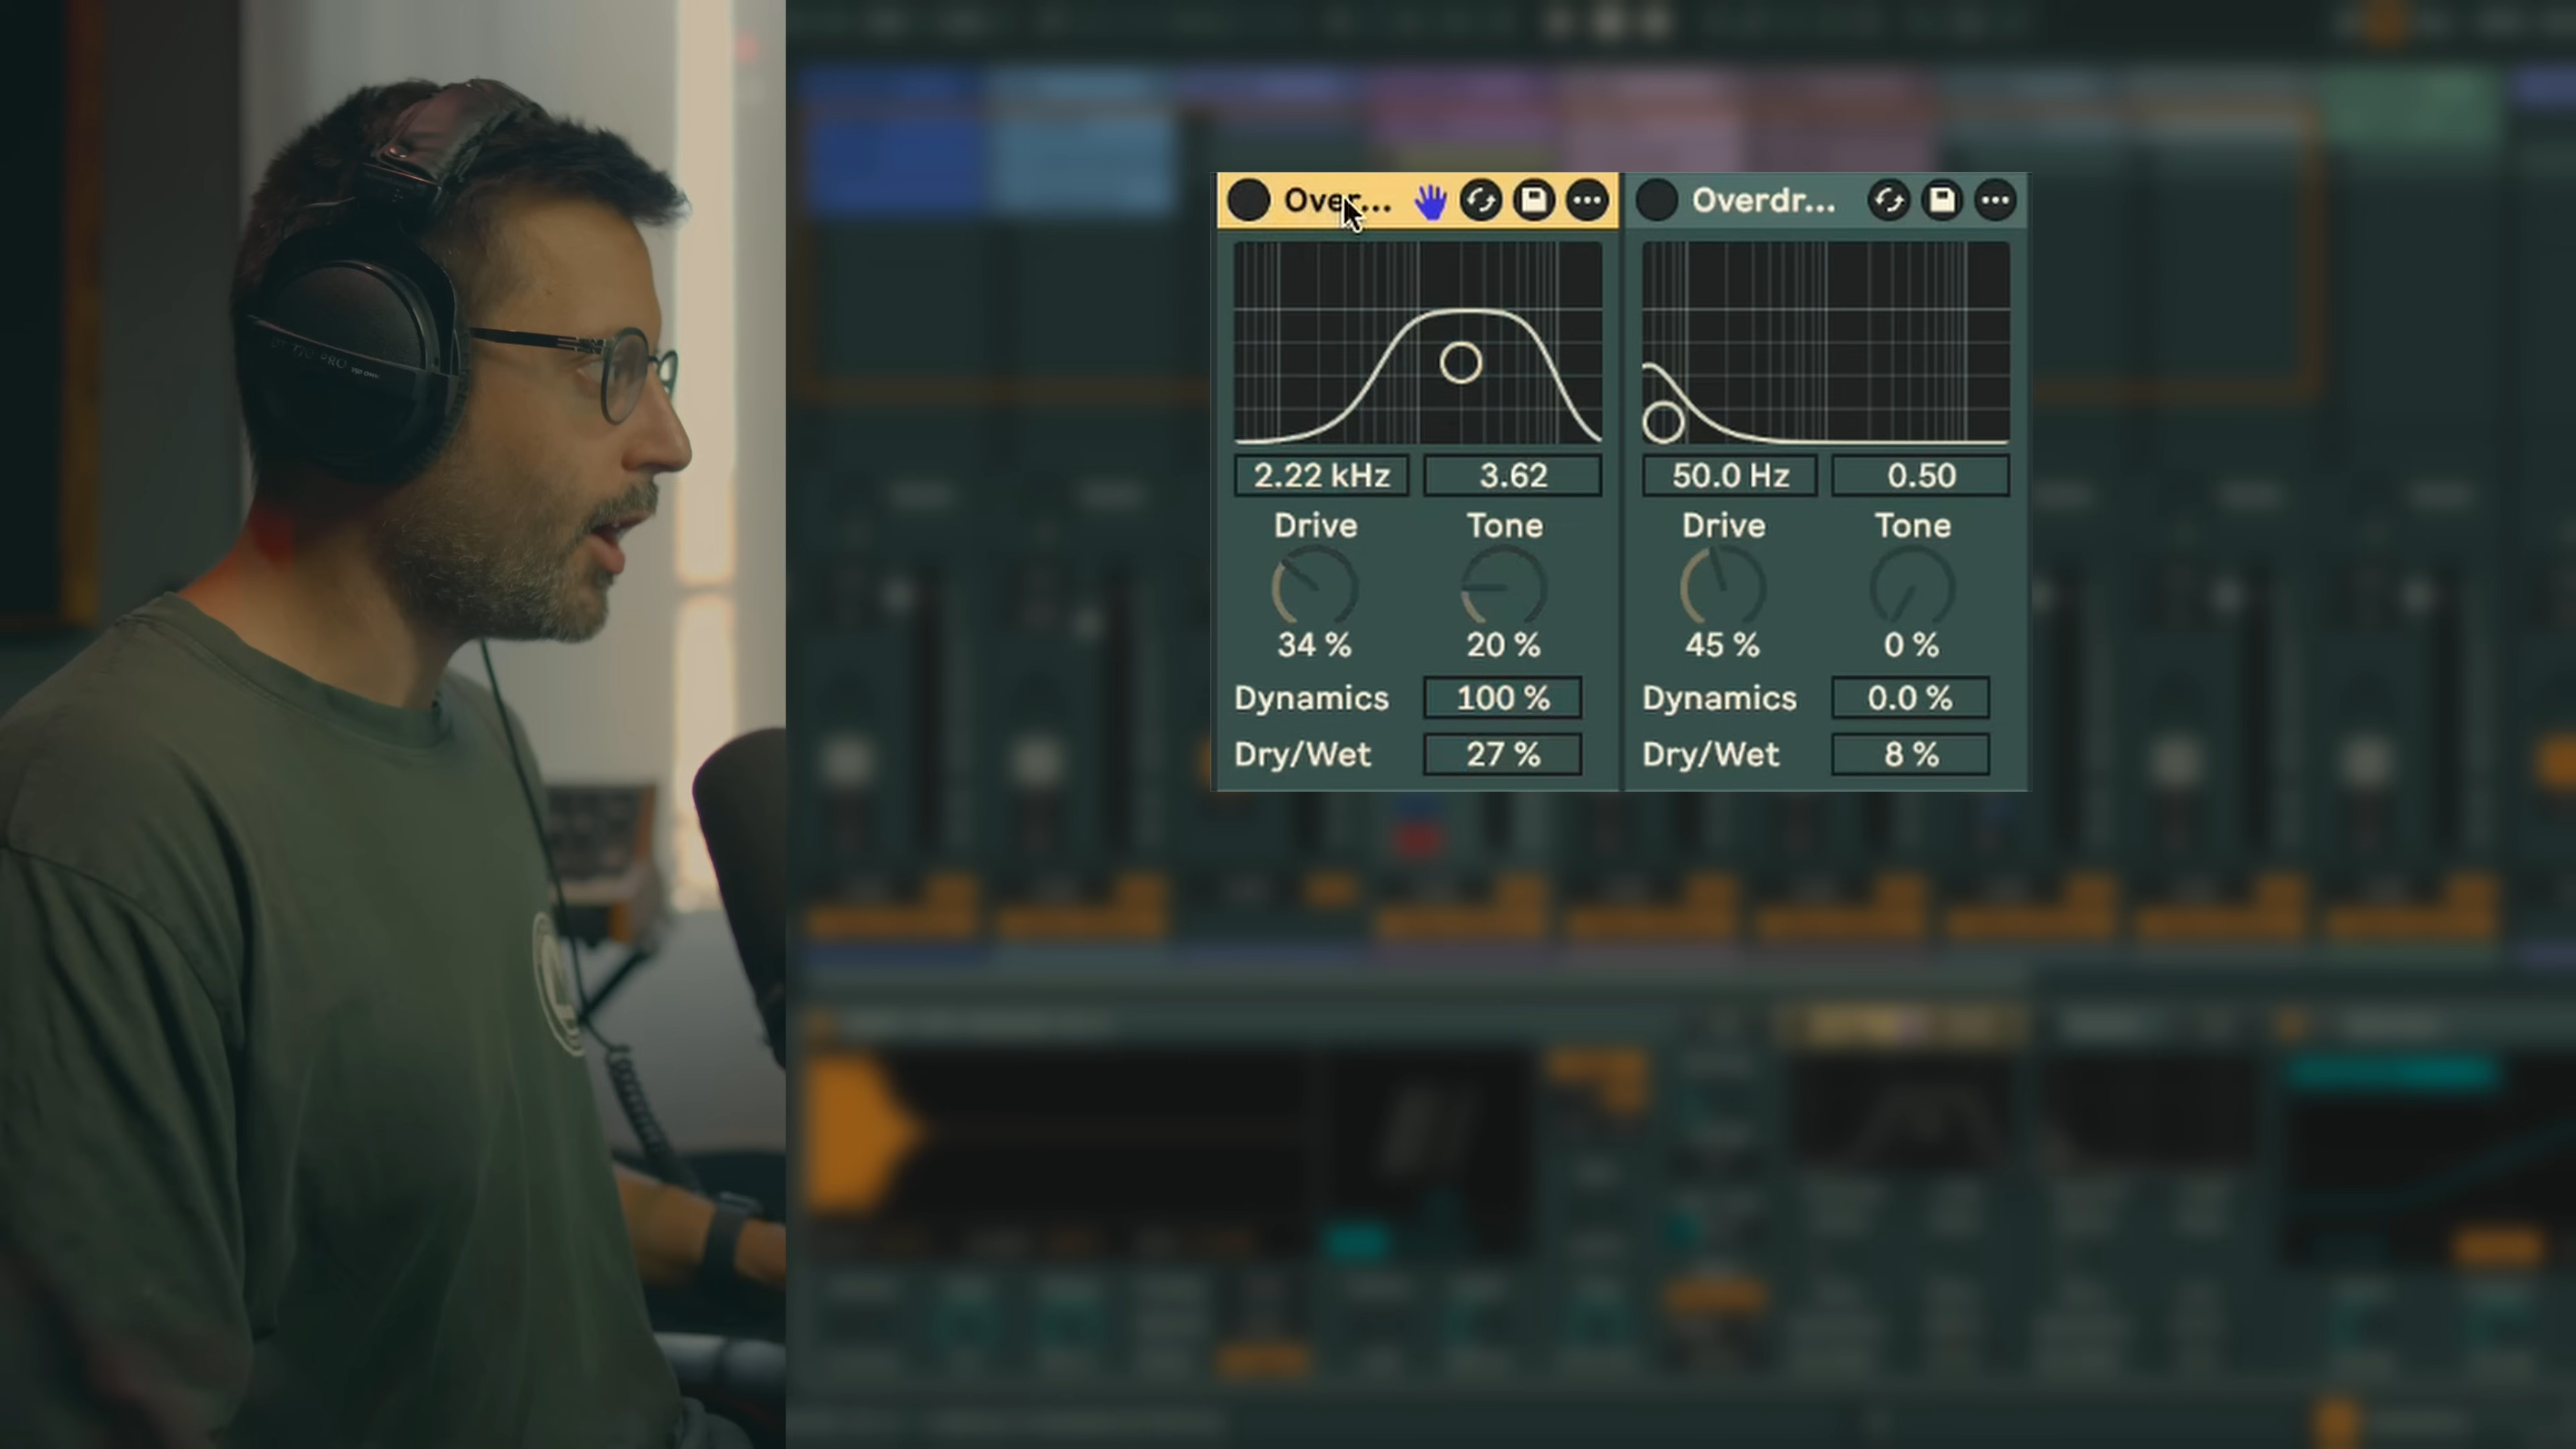 Over...
2.22 kHz 3.62
Drive Tone
34 % 20 %
Dynamics 100 %
Dry/Wet 27 %
Overdr...
50.0 Hz 0.50
Drive Tone
45 % 0 %
Dynamics 0.0 %
Dry/Wet 8 %